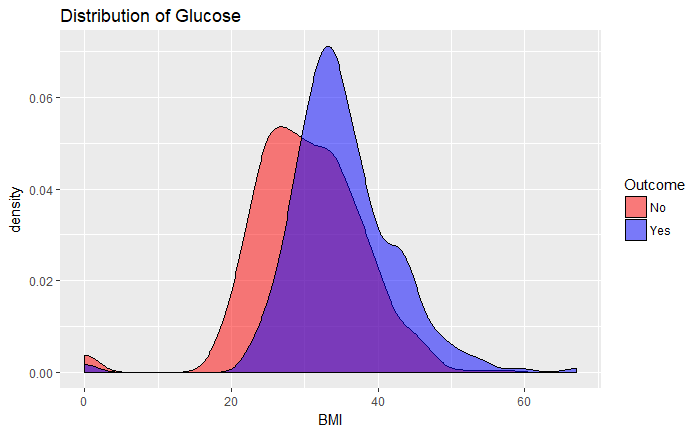 Distribution of Glucose
0.06
0.04
0.02
0.00
density
0
20
40
60
BMI
Outcome
No
Yes